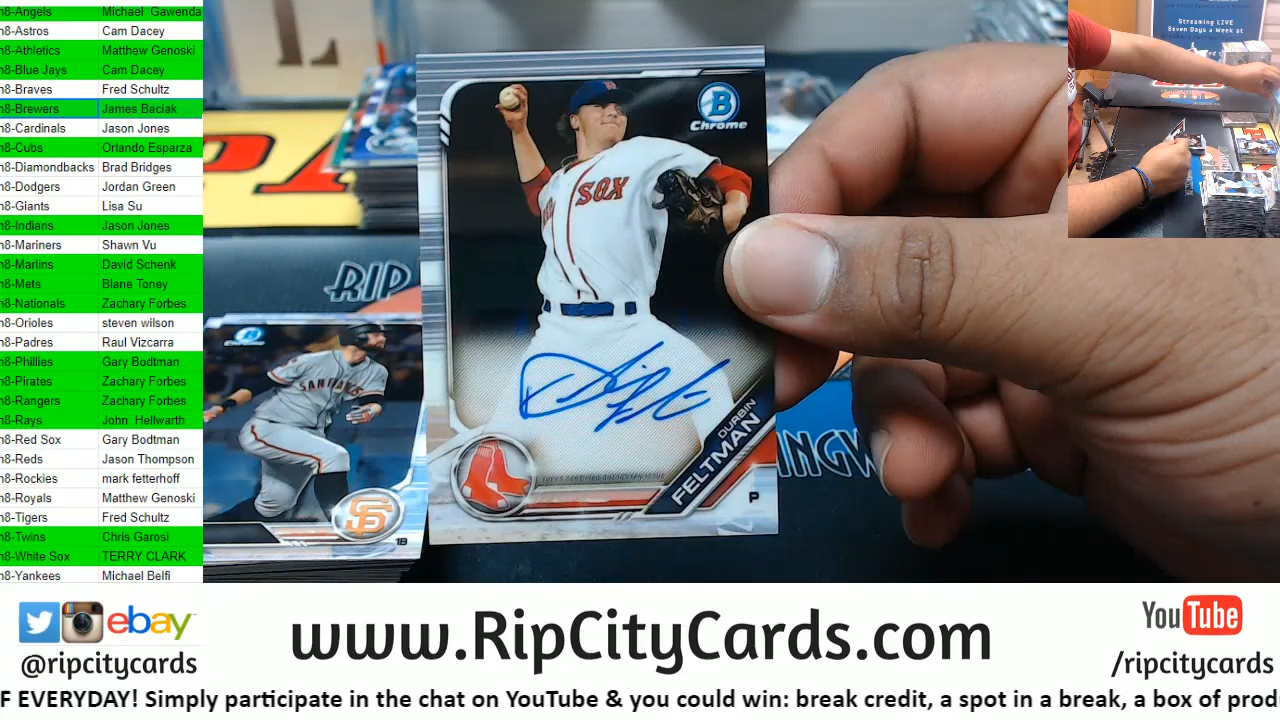 n8-Angels Michael Gawenda
n8-Astros Cam Dacey
n8-Athletics Matthew Genoski
n8-Blue Jays Cam Dacey
n8-Braves Fred Schultz
n8-Brewers James Baciak
n8-Cardinals Jason Jones
n8-Cubs Orlando Esparza
n8-Diamondbacks Brad Bridges
n8-Dodgers Jordan Green
n8-Giants Lisa Su
n8-Indians Jason Jones
n8-Mariners Shawn Vu
n8-Marlins David Schenk
n8-Mets Blane Toney
n8-Nationals Zachary Forbes
n8-Orioles steven wilson
n8-Padres Raul Vizcarra
n8-Phillies Gary Bodtman
n8-Pirates Zachary Forbes
n8-Rangers Zachary Forbes
n8-Rays John Hellwarth
n8-Red Sox Gary Bodtman
n8-Reds Jason Thompson
n8-Rockies mark fetterhoff
n8-Royals Matthew Genoski
n8-Tigers Fred Schultz
n8-Twins Chris Garosi
n8-White Sox TERRY CLARK
n8-Yankees Michael Belfi
B
Chrome
SOX
TOPPS CERTIFIED AUTOGRAPH ISSUE
DURBIN
FELTMAN
P
RIP
SF
1B
Streaming LIVE
Seven Days a Week at
ebay
@ripcitycards
www.RipCityCards.com
YouTube
/ripcitycards
F EVERYDAY! Simply participate in the chat on YouTube & you could win: break credit, a spot in a break, a box of prod